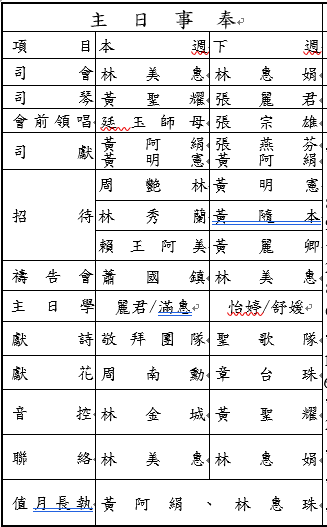 主日事奉
項目 本週 下週
司會 林美惠 林惠娟
司琴 黃聖耀 張麗君
會前領唱 廷玉師母 張宗雄
司獻 黃阿絹 張燕芬
黃明憲 黃阿絹
招待 周艷林 黃明憲
林秀蘭 黃隨本
賴王阿美 黃麗卿
禱告會 蕭國鎮 林美惠
主日學 麗君/滿惠 怡婷/舒媛
獻詩 敬拜團隊 聖歌隊
獻花 周南勳 章台珠
音控 林金城 黃聖耀
聯絡 林美惠 林惠娟
值月長執 黃阿絹、林惠珠